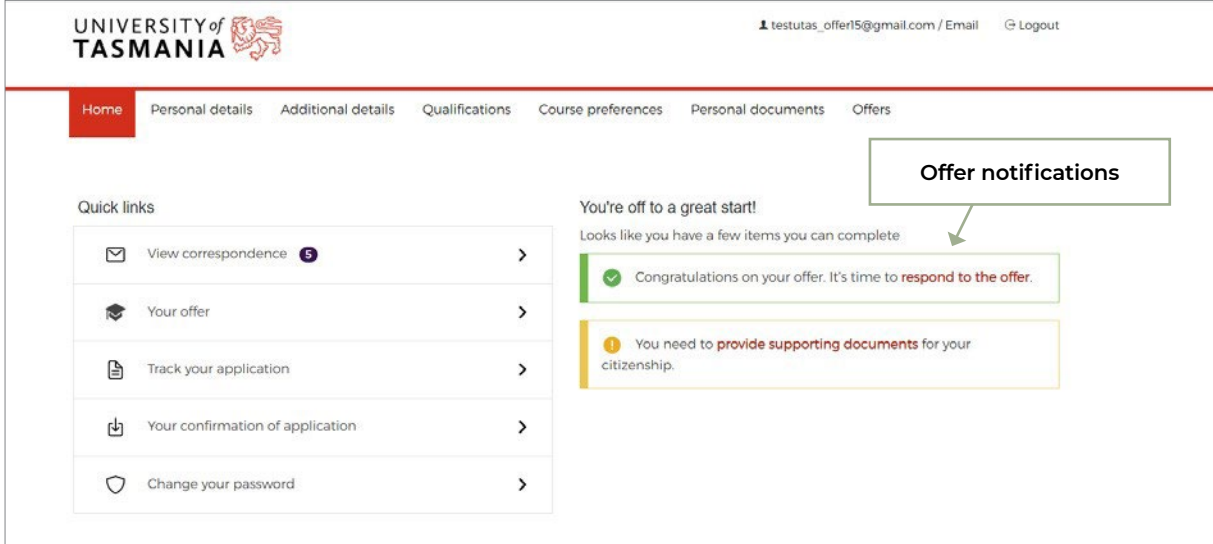 UNIVERSITY of
TASMANIA
testutas_offer15@gmail.com / Email
Logout
Home
Personal details
Additional details
Qualifications
Course preferences
Personal documents
Offers
Offer notifications
Quick links
View correspondence 5
Your offer
Track your application
Your confirmation of application
Change your password
You're off to a great start!
Looks like you have a few items you can complete
Congratulations on your offer. It's time to respond to the offer.
You need to provide supporting documents for your
citizenship.